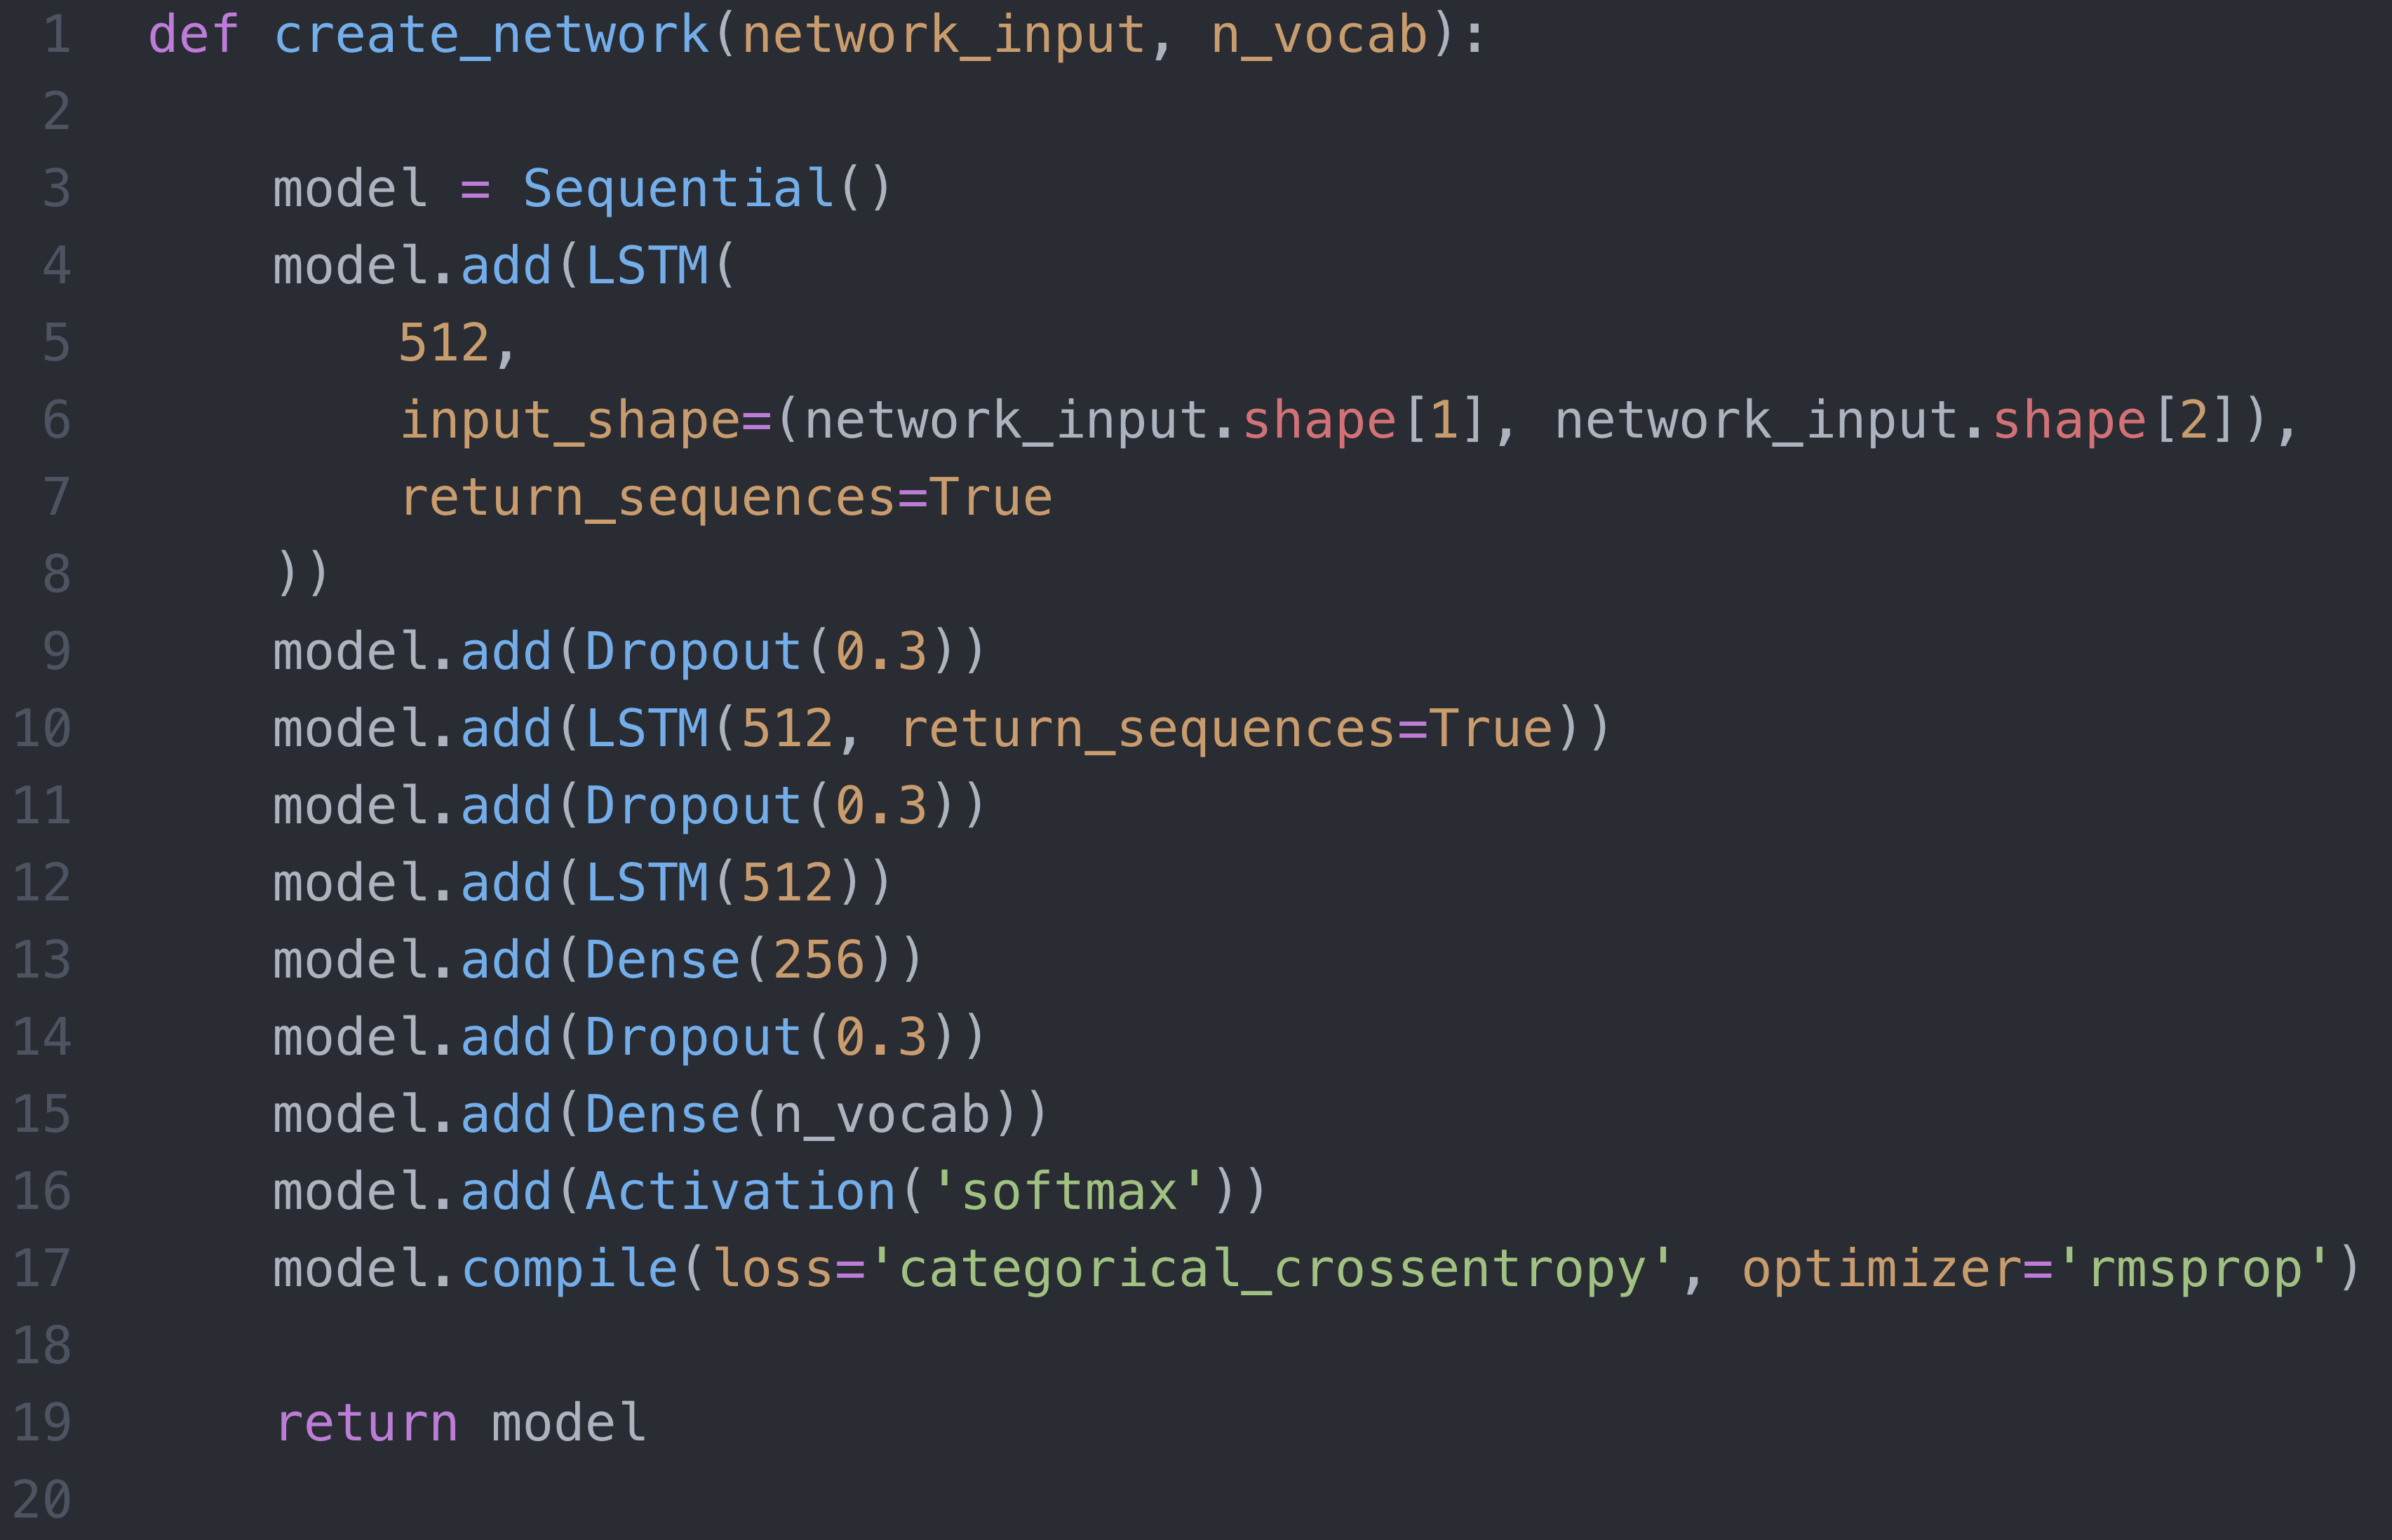 1 def create_network(network_input, n_vocab):
2
3     model = Sequential()
4     model.add(LSTM(
5         512,
6         input_shape=(network_input.shape[1], network_input.shape[2]),
7         return_sequences=True
8     ))
9     model.add(Dropout(0.3))
10     model.add(LSTM(512, return_sequences=True))
11     model.add(Dropout(0.3))
12     model.add(LSTM(512))
13     model.add(Dense(256))
14     model.add(Dropout(0.3))
15     model.add(Dense(n_vocab))
16     model.add(Activation('softmax'))
17     model.compile(loss='categorical_crossentropy', optimizer='rmsprop')
18
19     return model
20